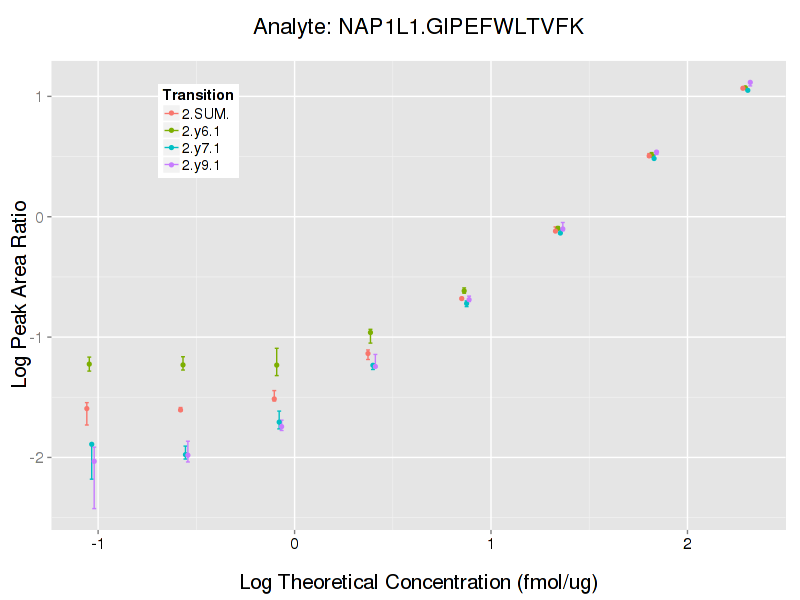 Analyte: NAP1L1.GIPEFWLTVFK
Transition
2.SUM.
2.y6.1
2.y7.1
2.y9.1
Log Peak Area Ratio
1
0
-1
-2
-1
0
1
2
Log Theoretical Concentration (fmol/ug)